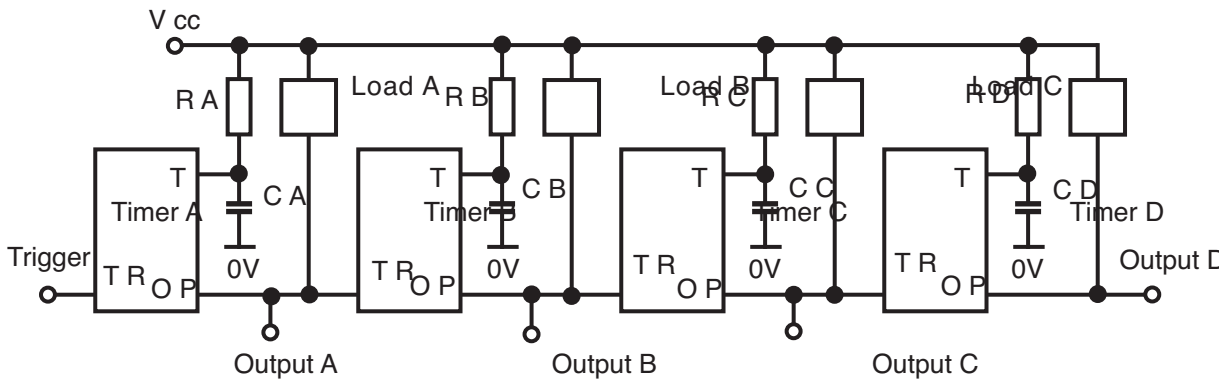 V cc
R A
Load A
R B
Load B
R C
Load C
R D
T
C A
T
C B
T
C C
T
C D
Timer A
Timer B
Timer C
Timer D
Trigger
T R
O P
0V
T R
O P
0V
T R
O P
0V
T R
O P
0V
Output D
Output A
Output B
Output C